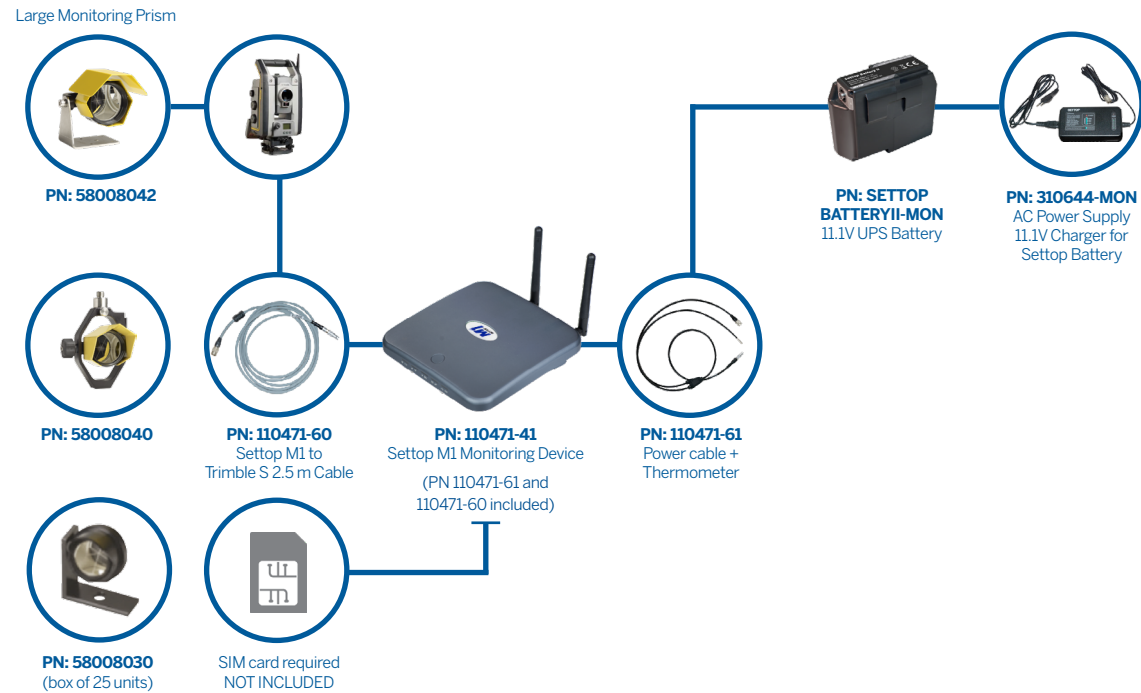 Large Monitoring Prism
PN: 58008042
PN: SETTOP
BATTERYII-MON
11.1V UPS Battery
PN: 310644-MON
AC Power Supply
11.1V Charger for
Settop Battery
PN: 58008040
PN: 110471-60
Settop M1 to
Trimble S 2.5 m Cable
M1
PN: 110471-41
Settop M1 Monitoring Device
(PN 110471-61 and
110471-60 included)
PN: 110471-61
Power cable +
Thermometer
PN: 58008030
(box of 25 units)
SIM card required
NOT INCLUDED